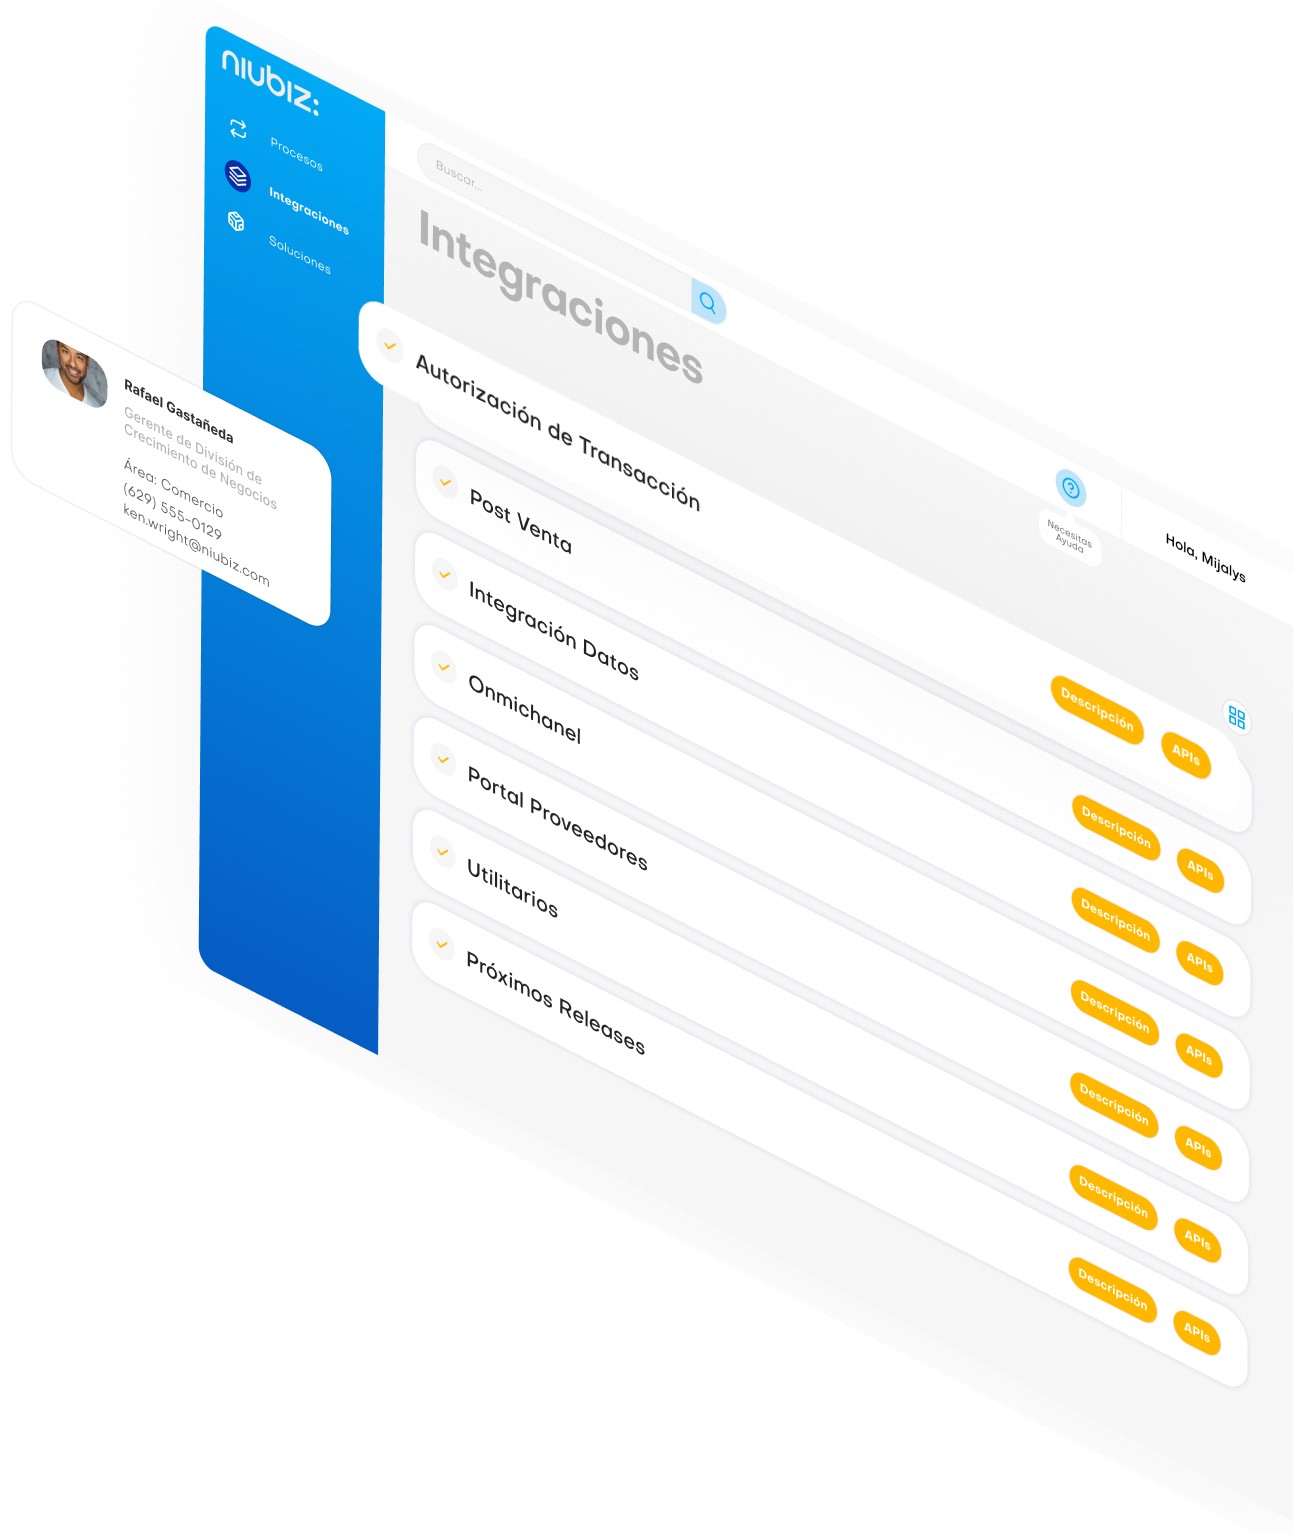 niubiz:
Procesos
Integraciones
Soluciones
Rafael Gastañeda
Gerente de División de
Crecimiento de Negocios
Área: Comercio
(629) 555-0129
ken.wright@niubiz.com
Buscar...
Necesitos
Ayuda
Hola, Mijalys
Integraciones
Autorización de Transacción
Descripción
APIs
Post Venta
Descripción
APIs
Integración Datos
Descripción
APIs
Onmichanel
Descripción
APIs
Portal Proveedores
Descripción
APIs
Utilitarios
Descripción
APIs
Próximos Releases
Descripción
APIs